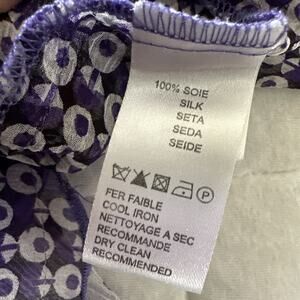 100% SOIE
SILK
SETA
SEDA
SEIDE
P
FER FAIBLE
COOL IRON
NETTOYAGE A SEC
RECOMMANDE
DRY CLEAN
RECOMMENDED